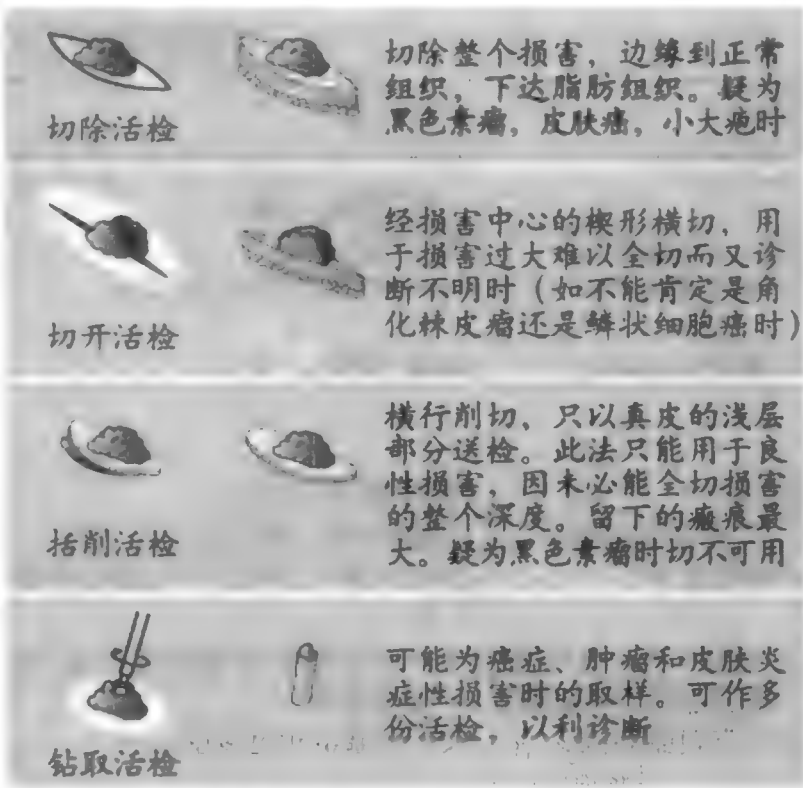 切除整个损害，边缘到正常
组织，下达脂肪组织。疑为
黑色素瘤，皮肤癌，小大疱时
切除活检
经损害中心的楔形横切，用
于损害过大难以全切而又诊
断不明时（如不能肯定是角
化棘皮瘤还是鳞状细胞癌时）
切开活检
横行削切、只以真皮的浅层
部分送检。此法只能用于良
性损害，因未必能全切损害
的整个深度。留下的瘢痕最
大。疑为黑色素瘤时切不可用
括削活检
可能为癌症、肿瘤和皮肤炎
症性损害时的取样。可作多
份活检，以利诊断
钻取活检